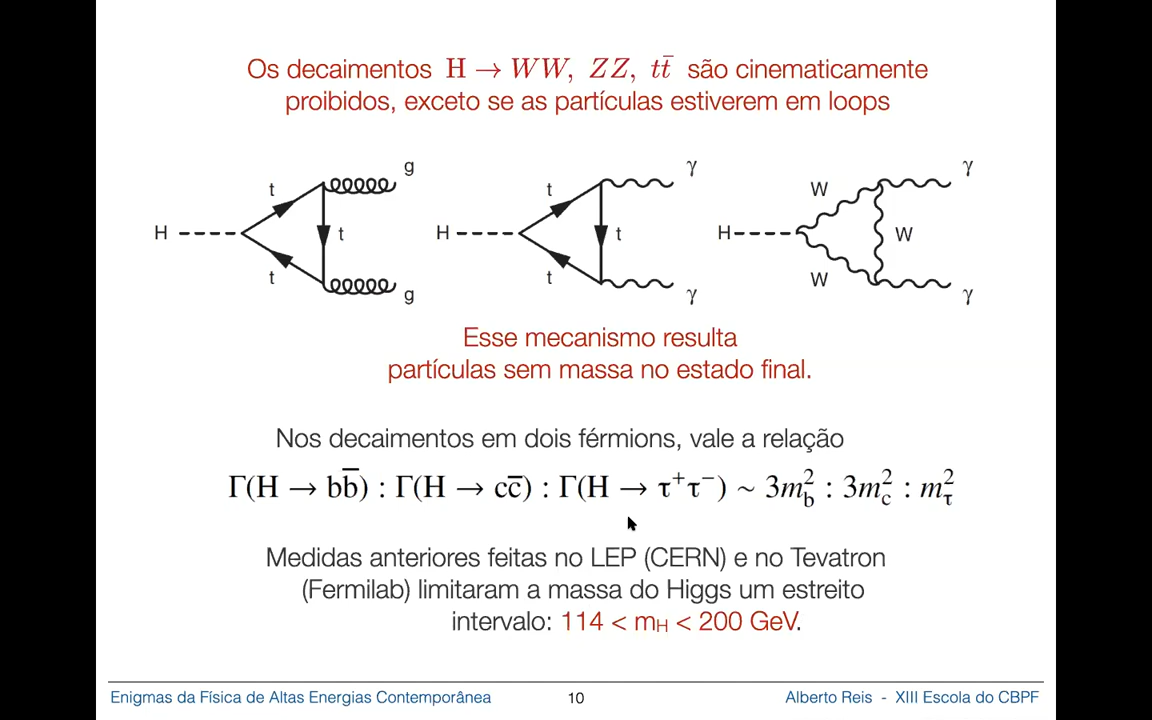 Os decaimentos H → WW, ZZ, tt̄ são cinematicamente
proibidos, exceto se as partículas estiverem em loops
g
γ
γ
t
t
W
H
t
H
t
H
W
t
t
W
g
γ
γ
Esse mecanismo resulta
partículas sem massa no estado final.
Nos decaimentos em dois férmions, vale a relação
Γ(H → bb̄) : Γ(H → cc̄) : Γ(H → τ⁺τ⁻) ~ 3m_b² : 3m_c² : m_τ²
Medidas anteriores feitas no LEP (CERN) e no Tevatron
(Fermilab) limitaram a massa do Higgs um estreito
intervalo: 114 < m_H < 200 GeV.
Enigmas da Física de Altas Energias Contemporânea
10
Alberto Reis - XIII Escola do CBPF